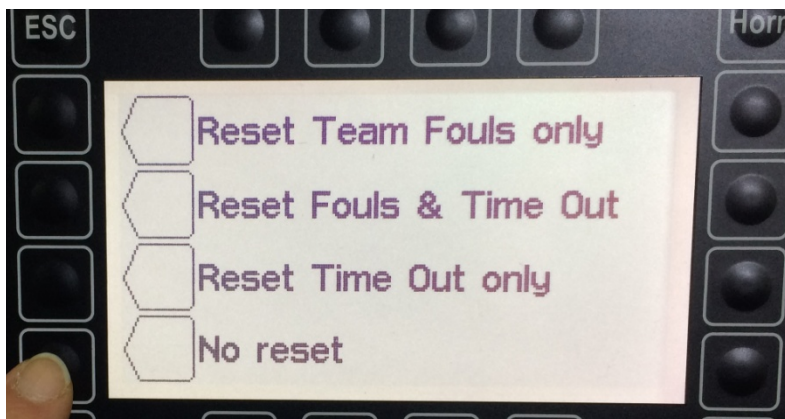 ESC
Horn
Reset Team Fouls only
Reset Fouls & Time Out
Reset Time Out only
No reset